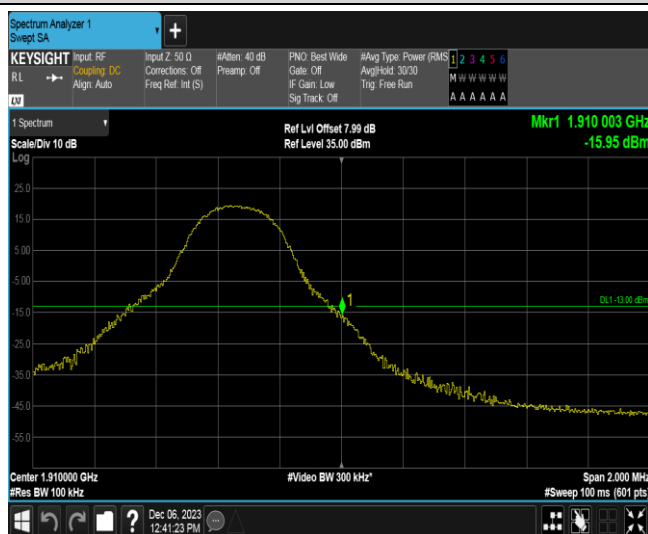 Spectrum Analyzer 1
Swept SA
KEYSIGHT
RL
LXI
Input: RF
Coupling: DC
Align: Auto
Input Z: 50 Ω
Corrections: Off
Freq Ref: Int (S)
#Atten: 40 dB
Preamp: Off
PNO: Best Wide
Gate: Off
IF Gain: Low
Sig Track: Off
#Avg Type: Power (RMS
Avg|Hold: 30/30
Trig: Free Run
1 2 3 4 5 6
M W W W W W
A A A A A A
1 Spectrum
Scale/Div 10 dB
Ref Lvl Offset 7.99 dB
Ref Level 35.00 dBm
Mkr1 1.910 003 GHz
-15.95 dBm
Log
25.0
15.0
5.00
-5.00
-15.0
-25.0
-35.0
-45.0
-55.0
1
DL1 -13.00 dBm
Center 1.910000 GHz
#Res BW 100 kHz
#Video BW 300 kHz*
Span 2.000 MHz
#Sweep 100 ms (601 pts)
?
Dec 06, 2023
12:41:23 PM